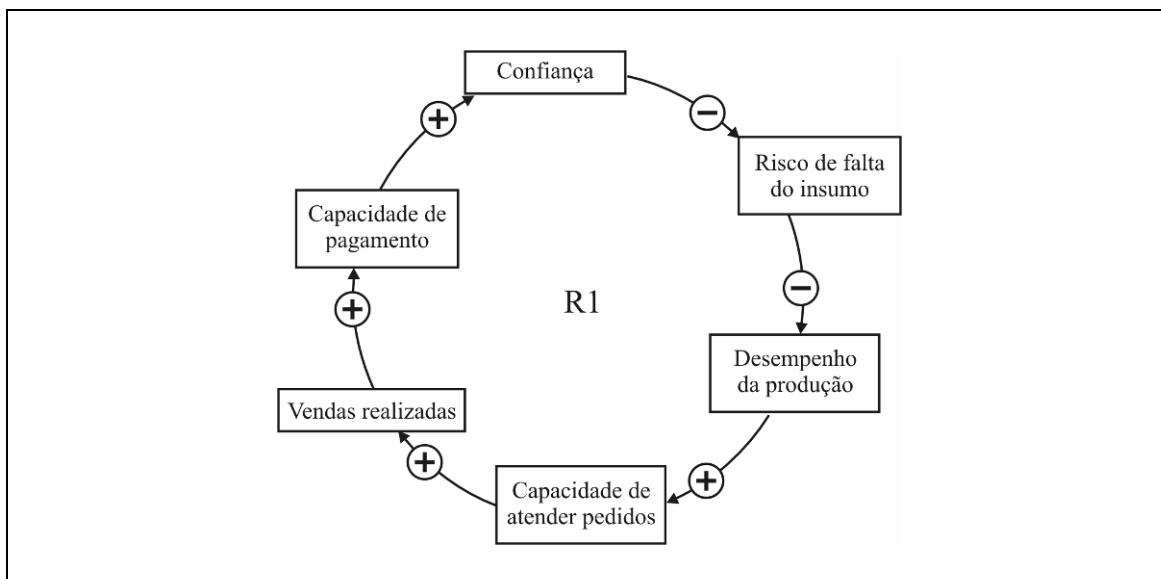 Confiança
−
Risco de falta
do insumo
−
Desempenho
da produção
+
Capacidade de
atender pedidos
+
Vendas realizadas
+
Capacidade de
pagamento
+
R1